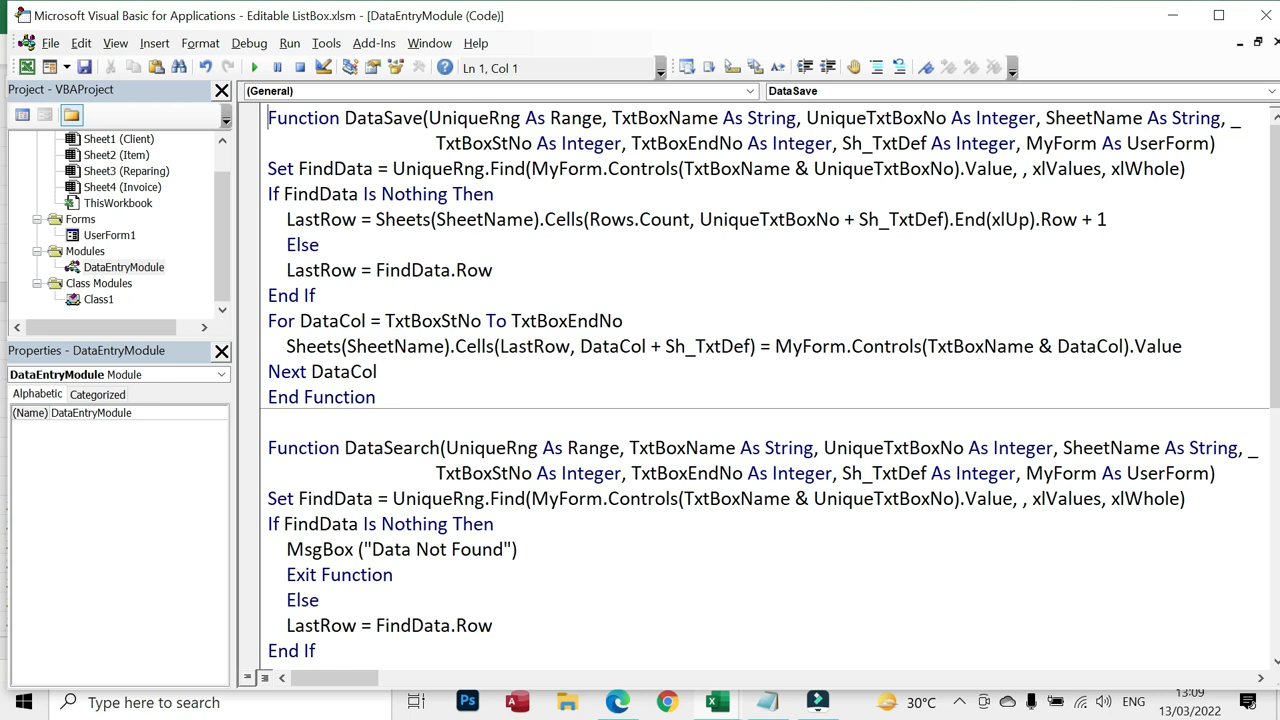 Microsoft Visual Basic for Applications - Editable ListBox.xlsm - [DataEntryModule (Code)]
File Edit View Insert Format Debug Run Tools Add-Ins Window Help
Ln 1, Col 1
Project - VBAProject
(General) DataSave
Sheet1 (Client)
Sheet2 (Item)
Sheet3 (Reparing)
Sheet4 (Invoice)
ThisWorkbook
Forms
UserForm1
Modules
DataEntryModule
Class Modules
Class1
Properties - DataEntryModule
DataEntryModule Module
Alphabetic Categorized
(Name) DataEntryModule
Function DataSave(UniqueRng As Range, TxtBoxName As String, UniqueTxtBoxNo As Integer, SheetName As String, _
TxtBoxStNo As Integer, TxtBoxEndNo As Integer, Sh_TxtDef As Integer, MyForm As UserForm)
Set FindData = UniqueRng.Find(MyForm.Controls(TxtBoxName & UniqueTxtBoxNo).Value, , xlValues, xlWhole)
If FindData Is Nothing Then
LastRow = Sheets(SheetName).Cells(Rows.Count, UniqueTxtBoxNo + Sh_TxtDef).End(xlUp).Row + 1
Else
LastRow = FindData.Row
End If
For DataCol = TxtBoxStNo To TxtBoxEndNo
Sheets(SheetName).Cells(LastRow, DataCol + Sh_TxtDef) = MyForm.Controls(TxtBoxName & DataCol).Value
Next DataCol
End Function
Function DataSearch(UniqueRng As Range, TxtBoxName As String, UniqueTxtBoxNo As Integer, SheetName As String, _
TxtBoxStNo As Integer, TxtBoxEndNo As Integer, Sh_TxtDef As Integer, MyForm As UserForm)
Set FindData = UniqueRng.Find(MyForm.Controls(TxtBoxName & UniqueTxtBoxNo).Value, , xlValues, xlWhole)
If FindData Is Nothing Then
MsgBox ("Data Not Found")
Exit Function
Else
LastRow = FindData.Row
End If
Type here to search
Ps
30°C
ENG
13:09
13/03/2022